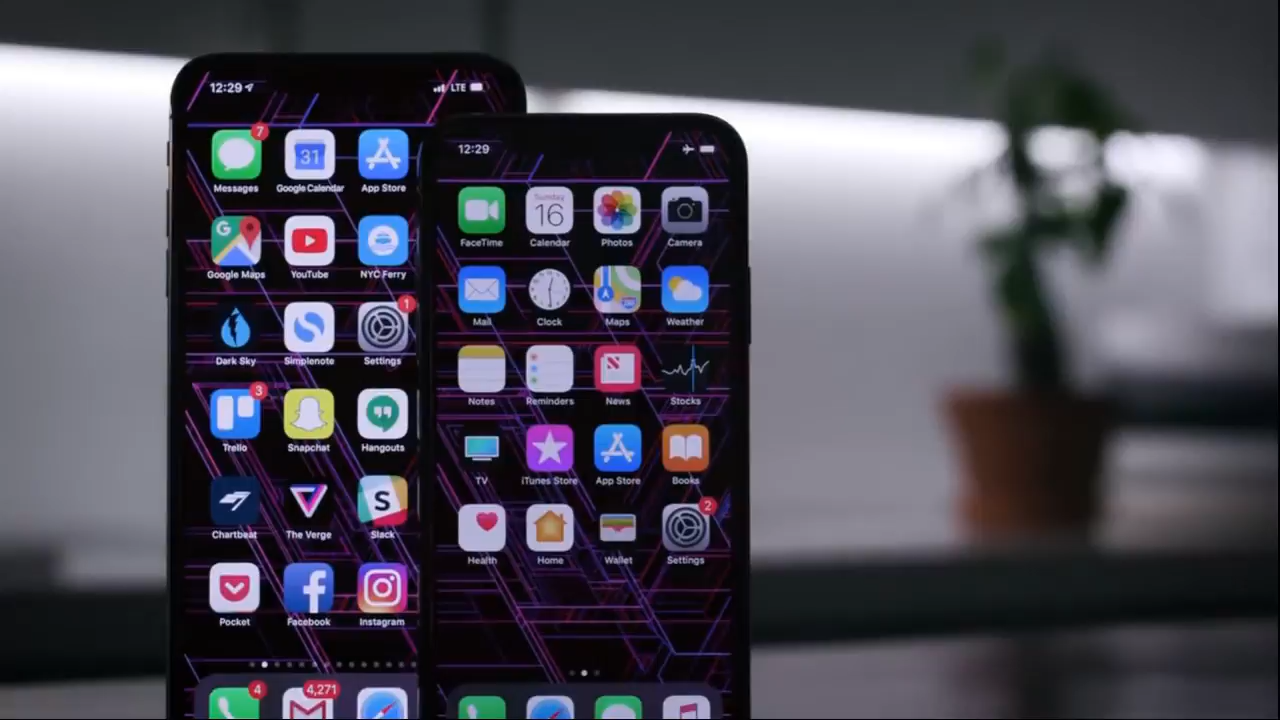 12:29
LTE
7
31
Messages
Google Calendar
App Store
G
Google Maps
YouTube
NYC Ferry
1
Dark Sky
Simplenote
Settings
3
Trello
Snapchat
Hangouts
S
Chartbeat
The Verge
Slack
Pocket
Facebook
Instagram
4
4,271
12:29
16
FaceTime
Calendar
Photos
Camera
Mail
Clock
Maps
Weather
Notes
Reminders
News
Stocks
TV
iTunes Store
App Store
Books
2
Health
Home
Wallet
Settings